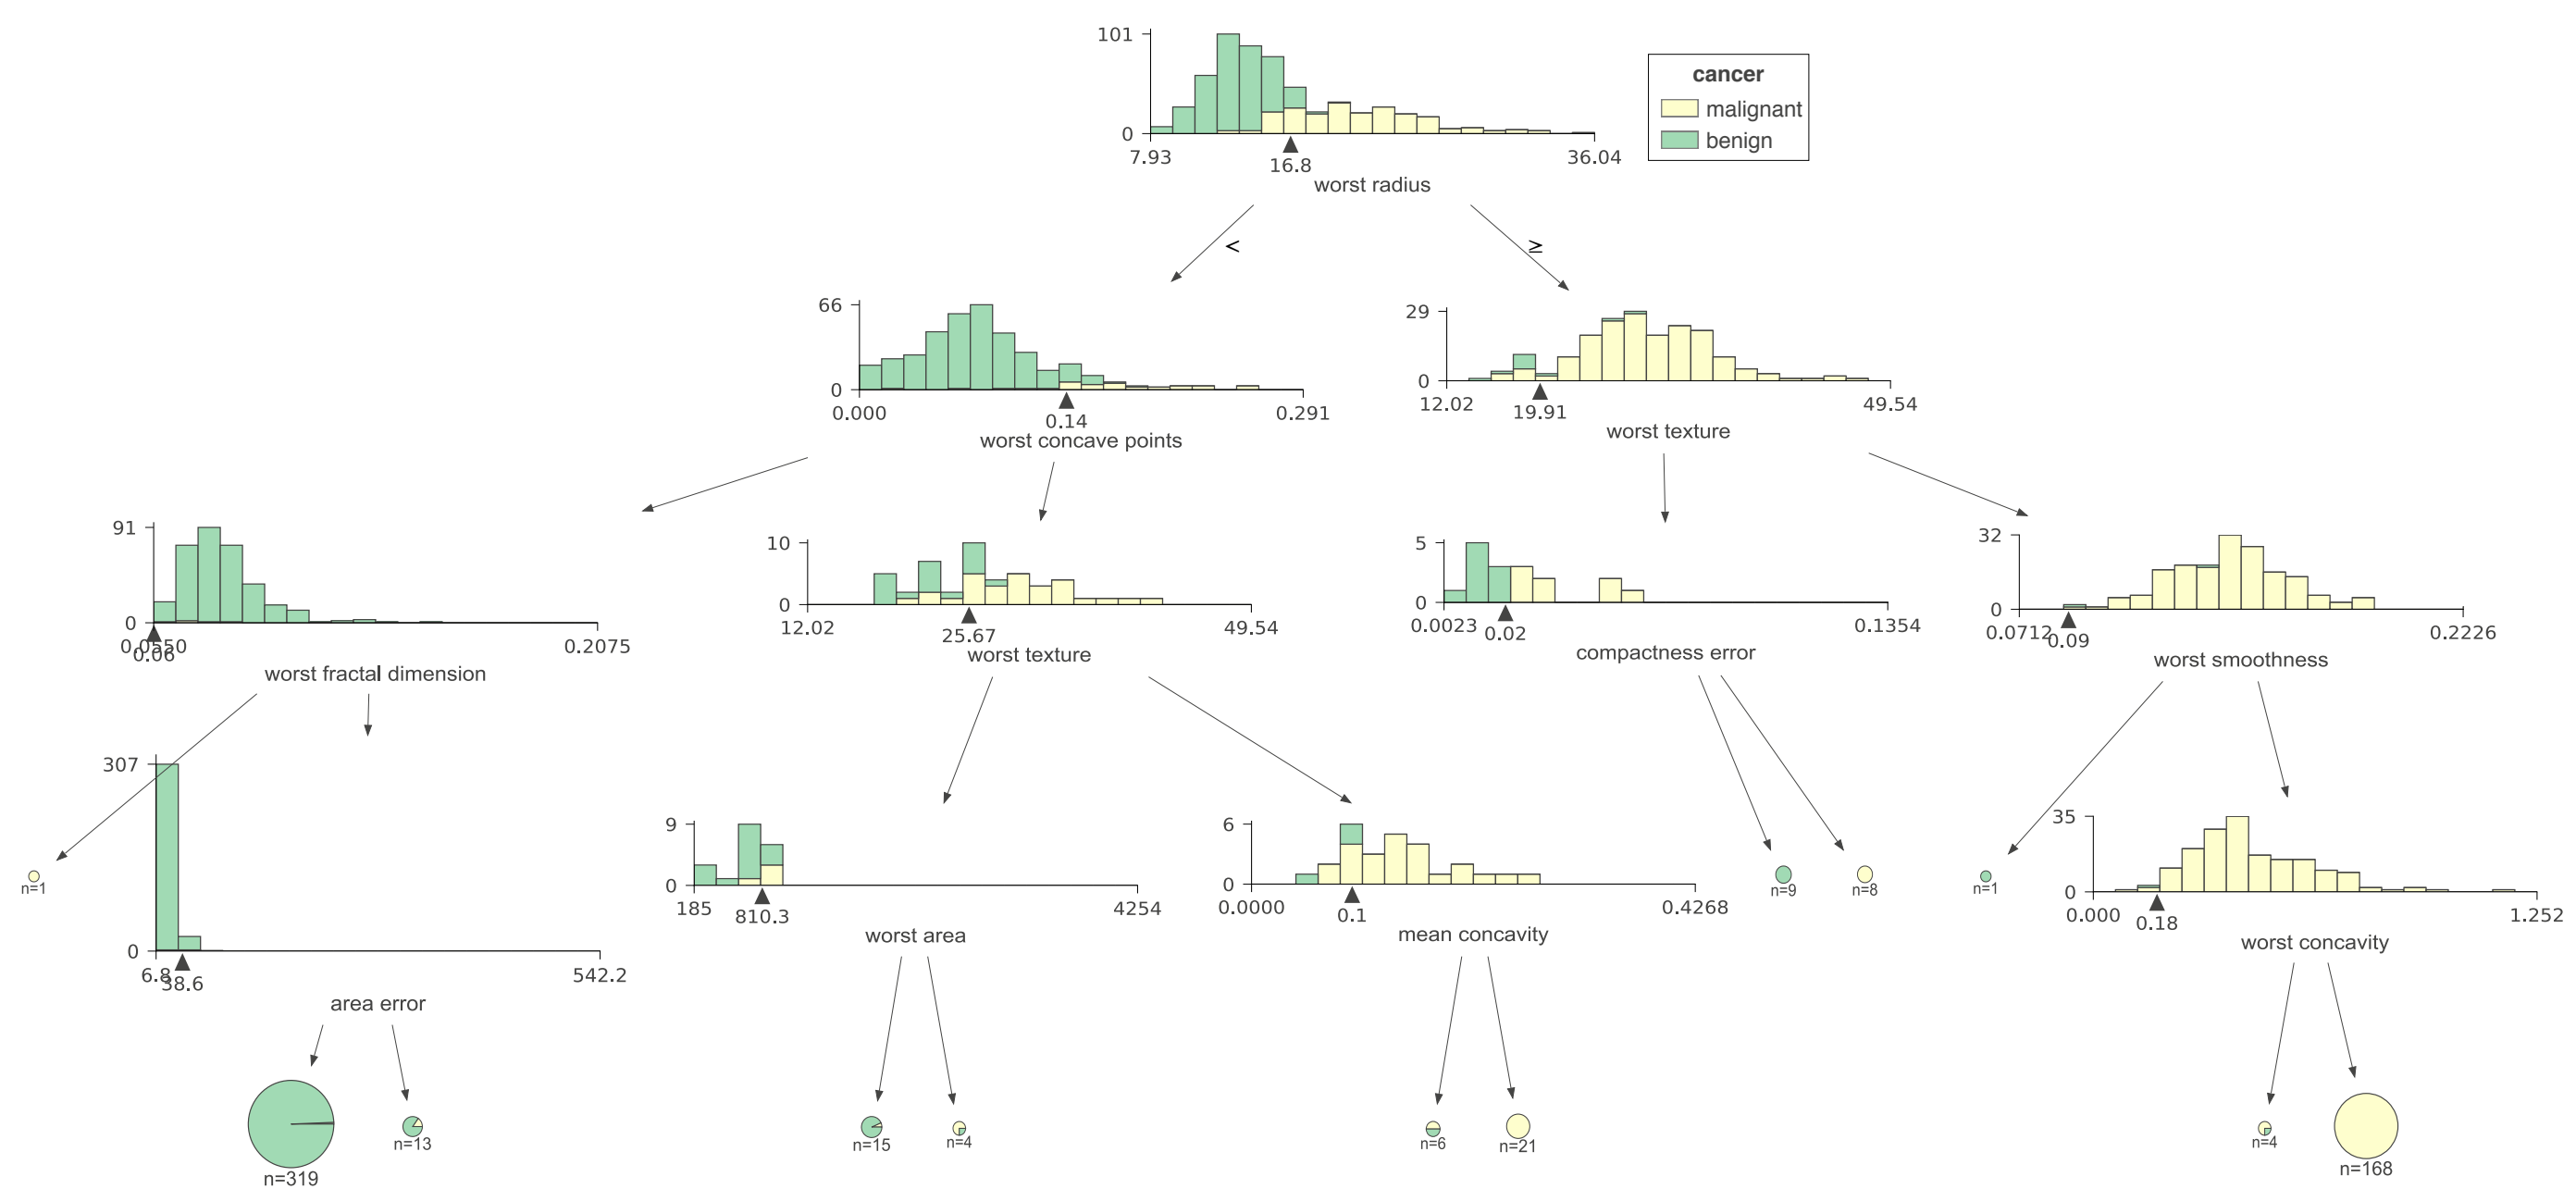 101
0
7.93
16.8
36.04
worst radius
cancer
malignant
benign
<
≥
66
0
0.000
0.14
0.291
worst concave points
29
0
12.02
19.91
49.54
worst texture
91
0
0.0550
0.06
0.2075
worst fractal dimension
10
0
12.02
25.67
49.54
worst texture
5
0
0.0023
0.02
0.1354
compactness error
32
0
0.0712
0.09
0.2226
worst smoothness
n=1
307
0
6.8
38.6
542.2
area error
9
0
185
810.3
4254
worst area
6
0
0.0000
0.1
0.4268
mean concavity
n=9
n=8
n=1
35
0
0.000
0.18
1.252
worst concavity
n=319
n=13
n=15
n=4
n=6
n=21
n=4
n=168